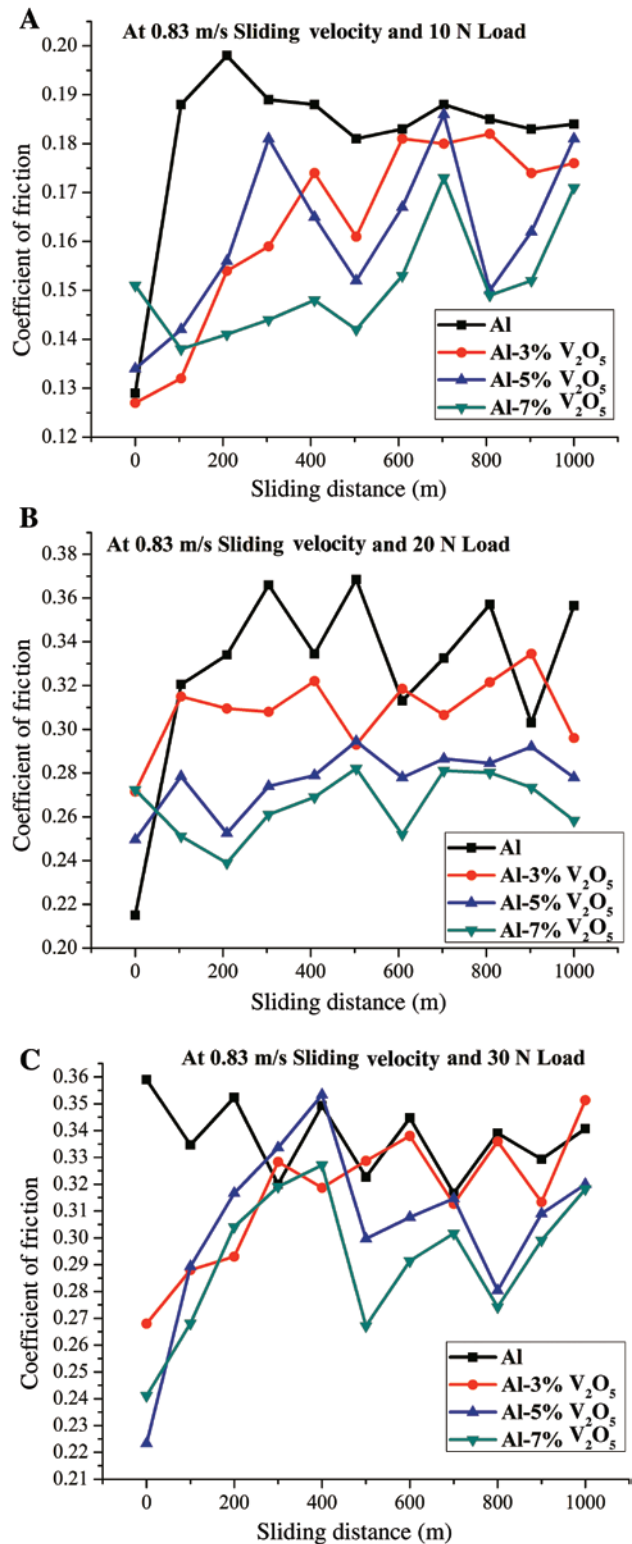 A
At 0.83 m/s Sliding velocity and 10 N Load
0.20
0.19
0.18
0.17
0.16
0.15
0.14
0.13
0.12
Coefficient of friction
Al
Al-3% V₂O₅
Al-5% V₂O₅
Al-7% V₂O₅
0 200 400 600 800 1000
Sliding distance (m)
B
At 0.83 m/s Sliding velocity and 20 N Load
0.38
0.36
0.34
0.32
0.30
0.28
0.26
0.24
0.22
0.20
Coefficient of friction
Al
Al-3% V₂O₅
Al-5% V₂O₅
Al-7% V₂O₅
0 200 400 600 800 1000
Sliding distance (m)
C
At 0.83 m/s Sliding velocity and 30 N Load
0.36
0.35
0.34
0.33
0.32
0.31
0.30
0.29
0.28
0.27
0.26
0.25
0.24
0.23
0.22
0.21
Coefficient of friction
Al
Al-3% V₂O₅
Al-5% V₂O₅
Al-7% V₂O₅
0 200 400 600 800 1000
Sliding distance (m)